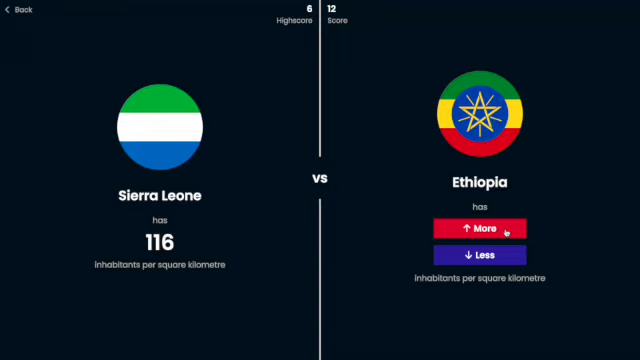 Back
6
Highscore
12
Score
Sierra Leone
has
116
inhabitants per square kilometre
VS
Ethiopia
has
↑ More
↓ Less
inhabitants per square kilometre